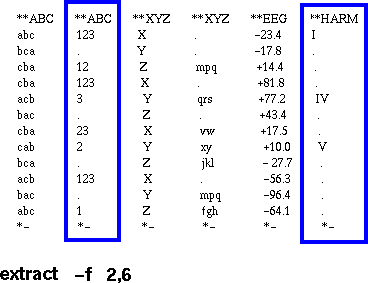 **ABC **ABC **XYZ **XYZ **EEG **HARM
abc 123 X . −23.4 I
bca . Y . −17.8 .
cba 12 Z mpq +14.4 .
cba 123 X . +81.8 .
acb 3 Y qrs +77.2 IV
bac . Z . +43.4 .
cba 23 X vw +17.5 .
cab 2 Y xy +10.0 V
bca . Z jkl − 27.7 .
acb 123 X . −56.3 .
bac . Y mpq −96.4 .
abc 1 Z fgh −64.1 .
*− *− *− *− *− *−
extract −f 2,6